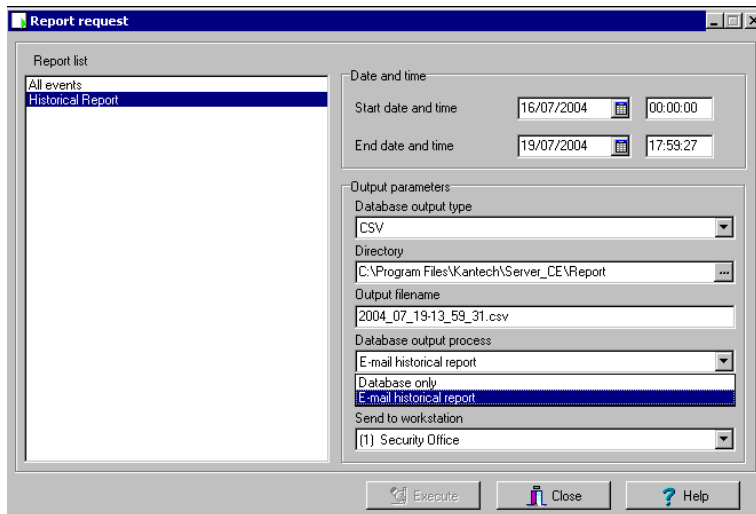 Report request
Report list
All events
Historical Report
Date and time
Start date and time
16/07/2004
00:00:00
End date and time
19/07/2004
17:59:27
Output parameters
Database output type
CSV
Directory
C:\Program Files\Kantech\Server_CE\Report
...
Output filename
2004_07_19-13_59_31.csv
Database output process
E-mail historical report
Database only
E-mail historical report
Send to workstation
(1) Security Office
Execute
Close
Help